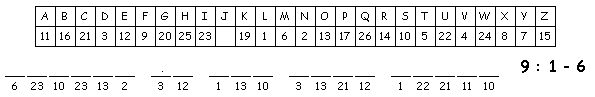 A B C D E F G H I J K L M N O P Q R S T U V W X Y Z
11 16 21 3 12 9 20 25 23 19 1 6 2 13 17 26 14 10 5 22 4 24 8 7 15
9 : 1 - 6
6 23 10 23 13 2 3 12 1 13 10 3 13 21 12 1 22 21 11 10